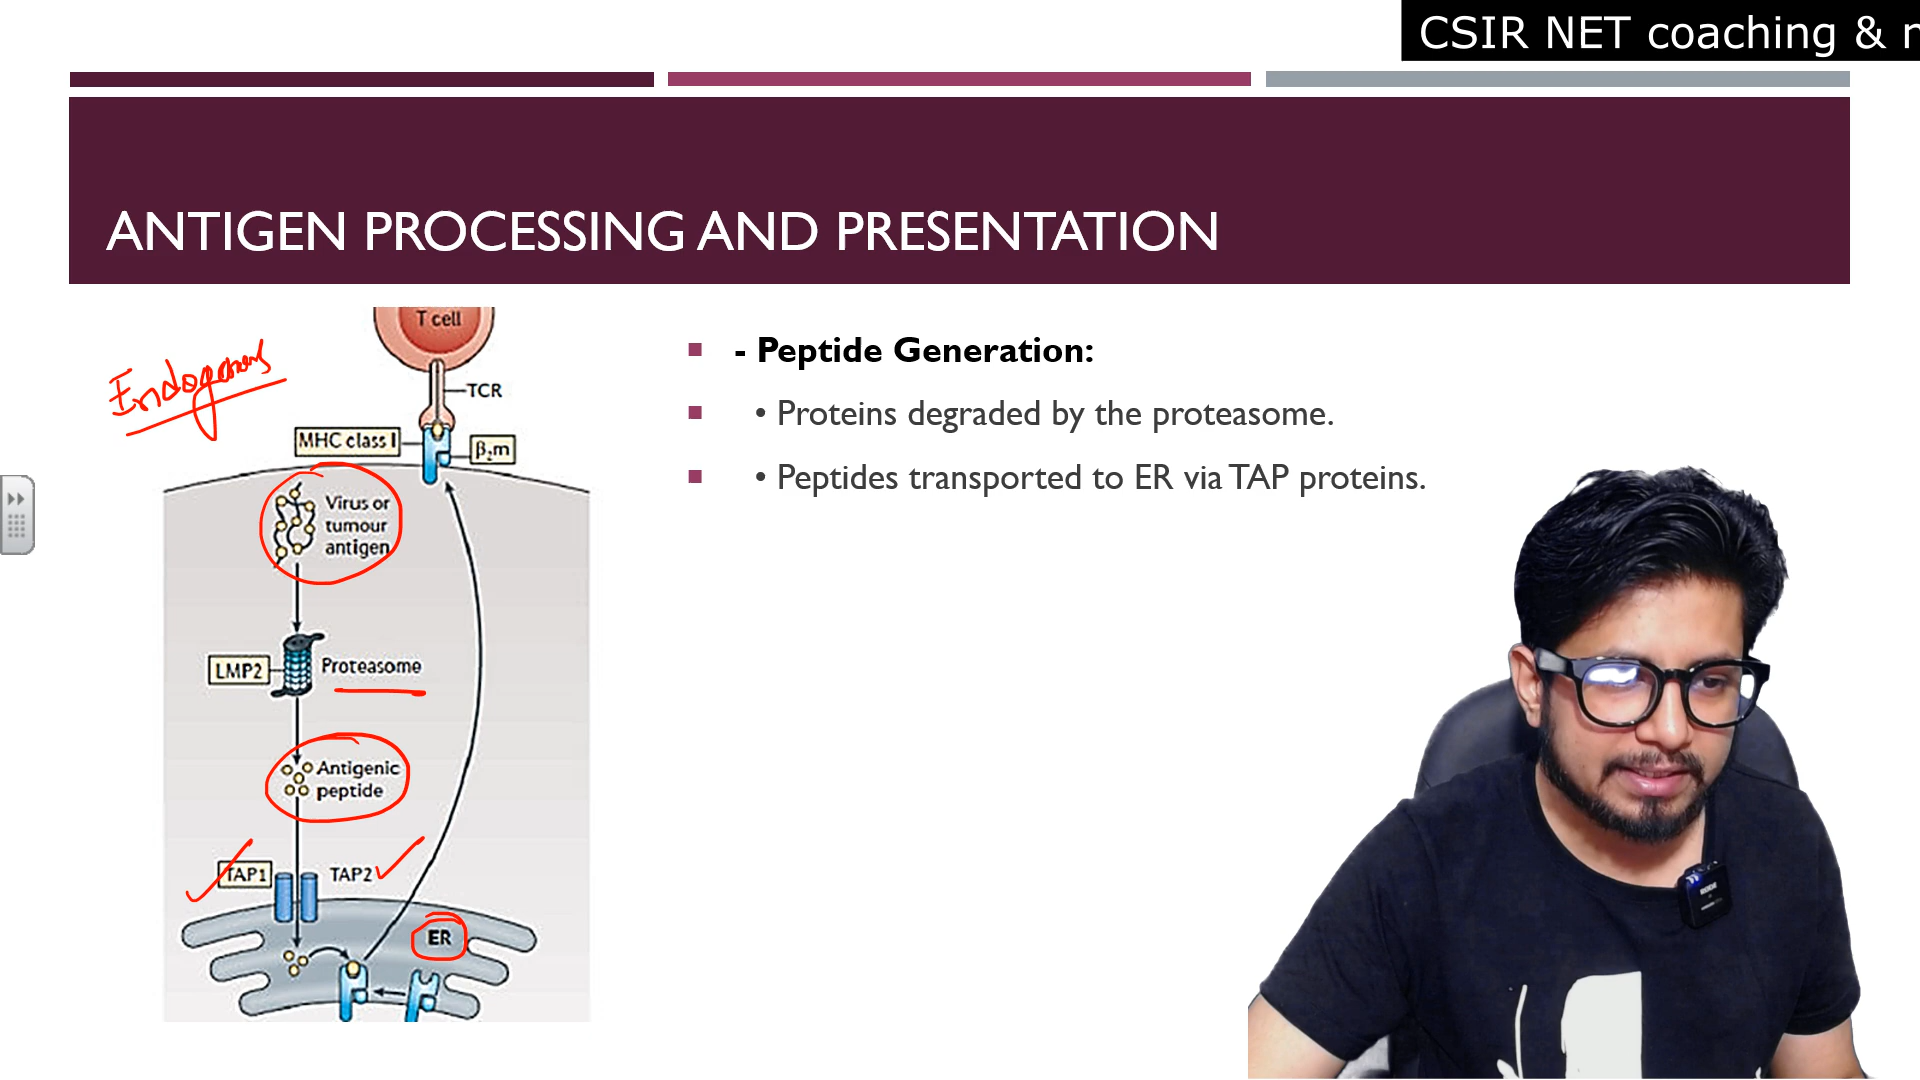 CSIR NET coaching &
ANTIGEN PROCESSING AND PRESENTATION
Endogenous
T cell
TCR
MHC class I
β₂m
Virus or
tumour
antigen
LMP2
Proteasome
Antigenic
peptide
TAP1
TAP2
ER
- Peptide Generation:
• Proteins degraded by the proteasome.
• Peptides transported to ER via TAP proteins.